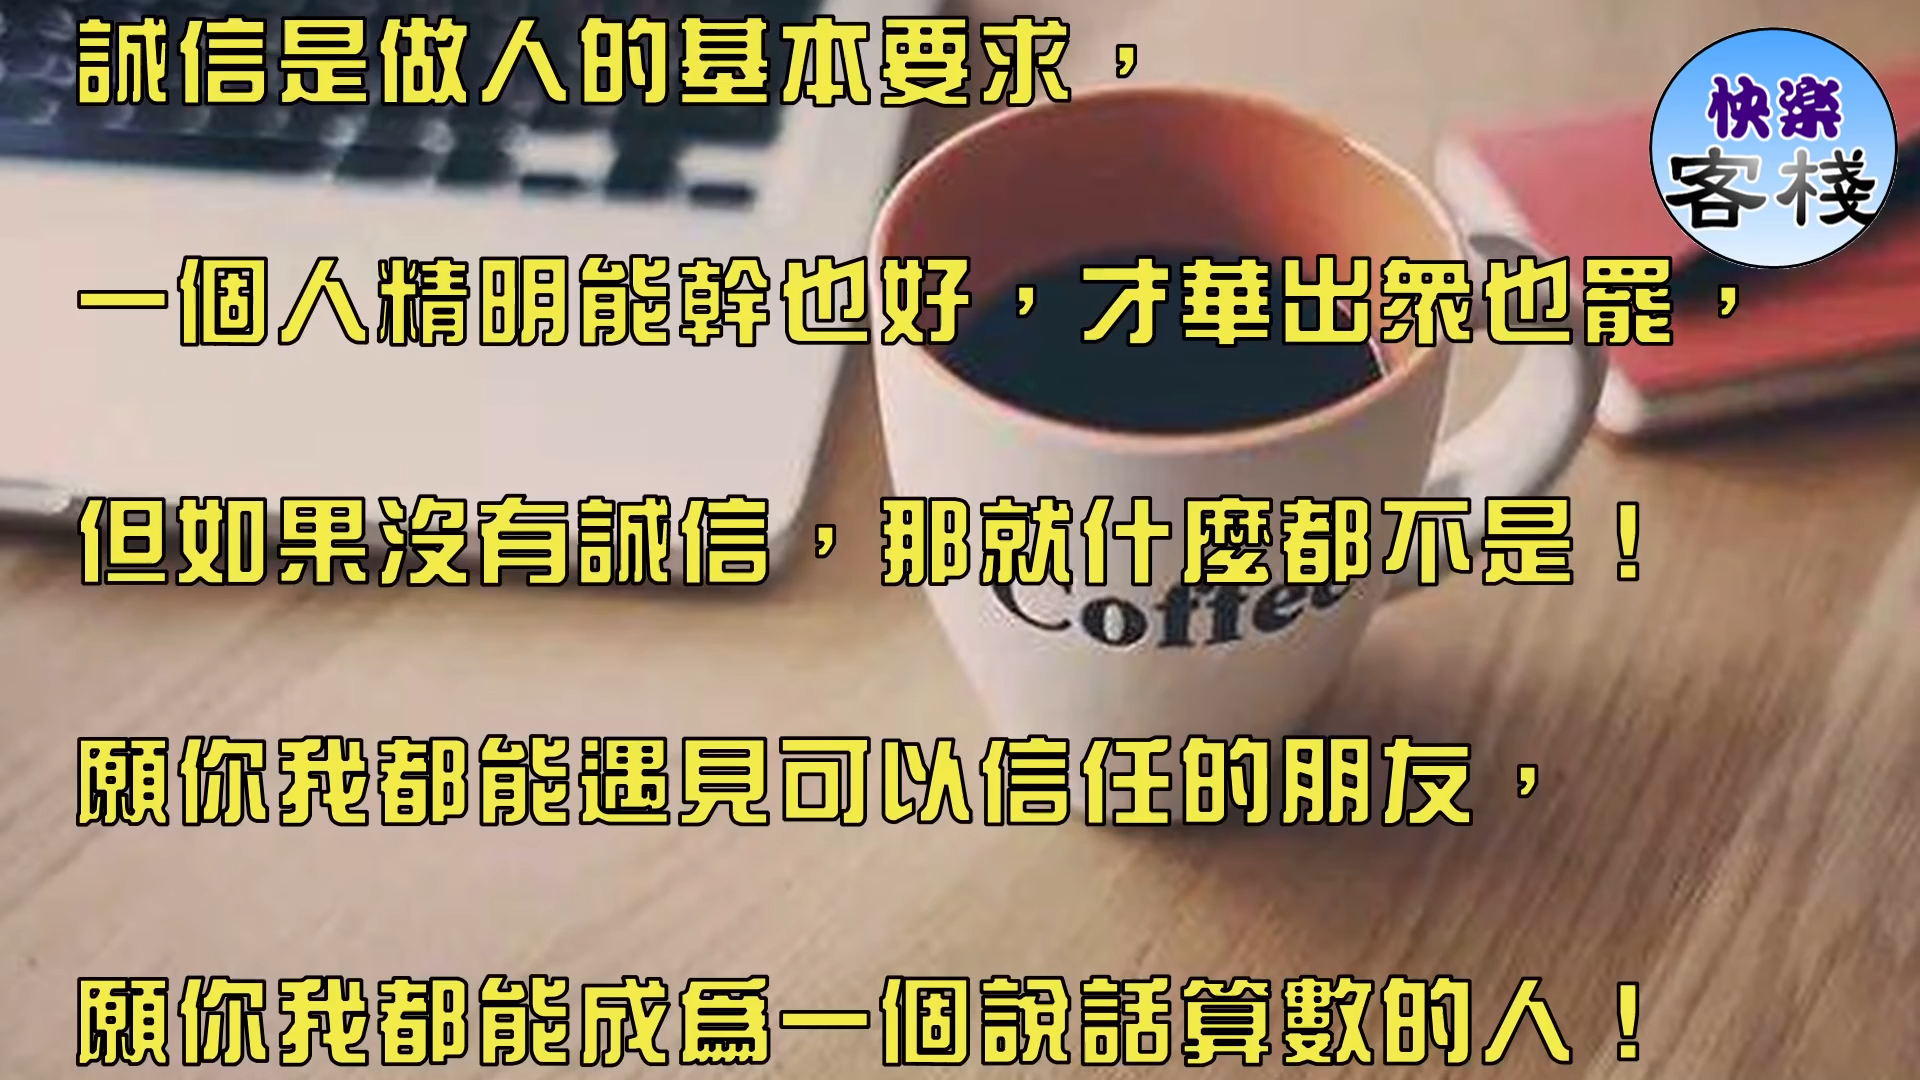 誠信是做人的基本要求，
快樂
客棧
一個人精明能幹也好，才華出眾也罷，
但如果沒有誠信，那就什麼都不是！
Coffee
願你我都能遇見可以信任的朋友，
願你我都能成為一個說話算數的人！